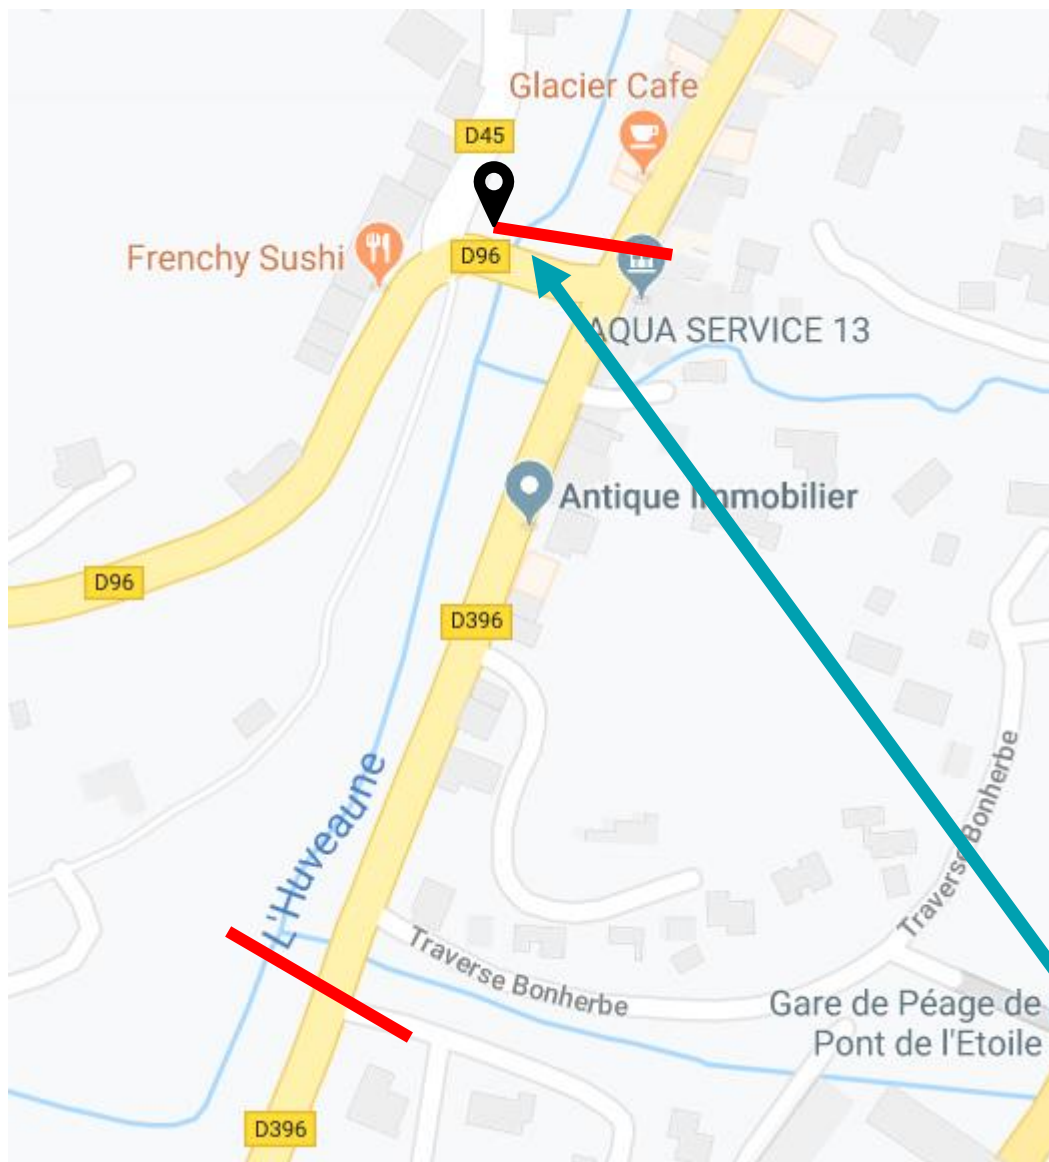 Glacier Cafe
D45
Frenchy Sushi
D96
AQUA SERVICE 13
Antique Immobilier
D96
D396
L'Huveaune
Traverse Bonherbe
Traverse Bonherbe
Gare de Péage de
Pont de l'Etoile
D396